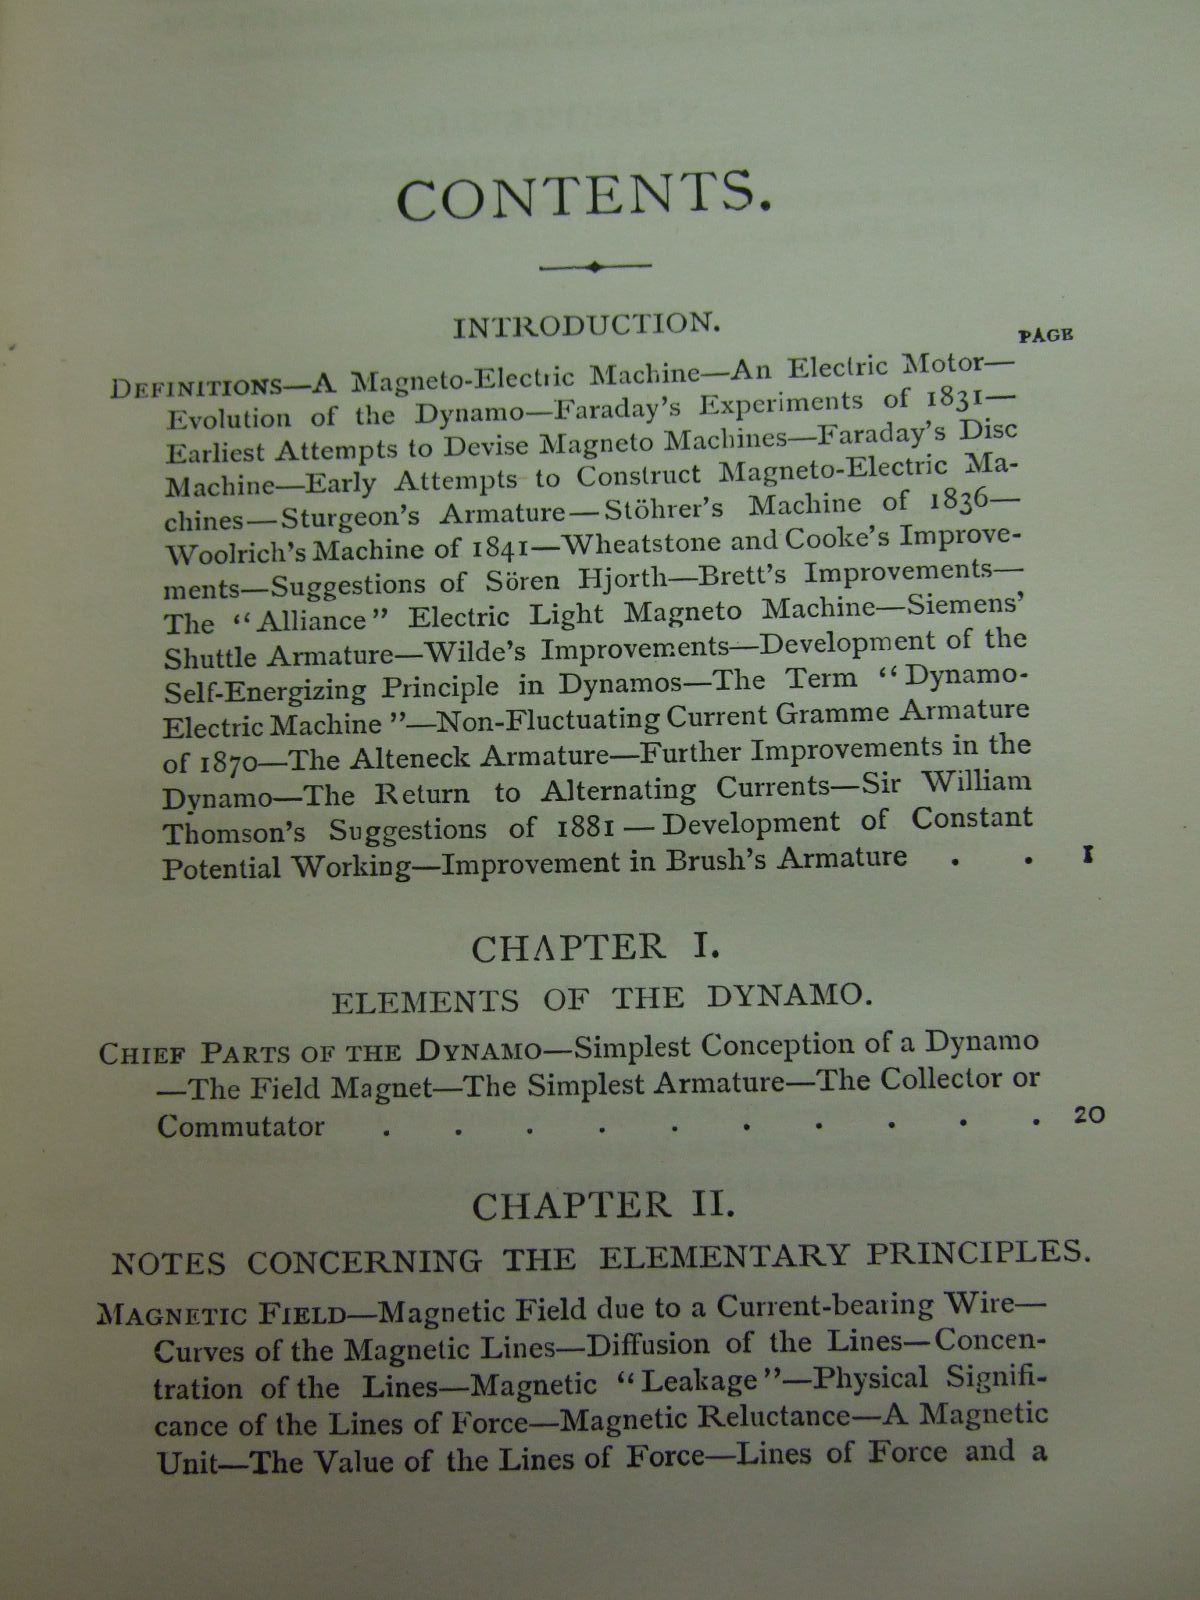 CONTENTS.
INTRODUCTION.
PAGE
DEFINITIONS—A Magneto-Electric Machine—An Electric Motor—
Evolution of the Dynamo—Faraday's Experiments of 1831—
Earliest Attempts to Devise Magneto Machines—Faraday's Disc
Machine—Early Attempts to Construct Magneto-Electric Ma-
chines—Sturgeon's Armature—Stöhrer's Machine of 1836—
Woolrich's Machine of 1841—Wheatstone and Cooke's Improve-
ments—Suggestions of Sören Hjorth—Brett's Improvements—
The "Alliance" Electric Light Magneto Machine—Siemens'
Shuttle Armature—Wilde's Improvements—Development of the
Self-Energizing Principle in Dynamos—The Term "Dynamo-
Electric Machine"—Non-Fluctuating Current Gramme Armature
of 1870—The Alteneck Armature—Further Improvements in the
Dynamo—The Return to Alternating Currents—Sir William
Thomson's Suggestions of 1881—Development of Constant
Potential Working—Improvement in Brush's Armature . . 1
CHAPTER I.
ELEMENTS OF THE DYNAMO.
CHIEF PARTS OF THE DYNAMO—Simplest Conception of a Dynamo
—The Field Magnet—The Simplest Armature—The Collector or
Commutator . . . . . . . . . . 20
CHAPTER II.
NOTES CONCERNING THE ELEMENTARY PRINCIPLES.
MAGNETIC FIELD—Magnetic Field due to a Current-bearing Wire—
Curves of the Magnetic Lines—Diffusion of the Lines—Concen-
tration of the Lines—Magnetic "Leakage"—Physical Signifi-
cance of the Lines of Force—Magnetic Reluctance—A Magnetic
Unit—The Value of the Lines of Force—Lines of Force and a